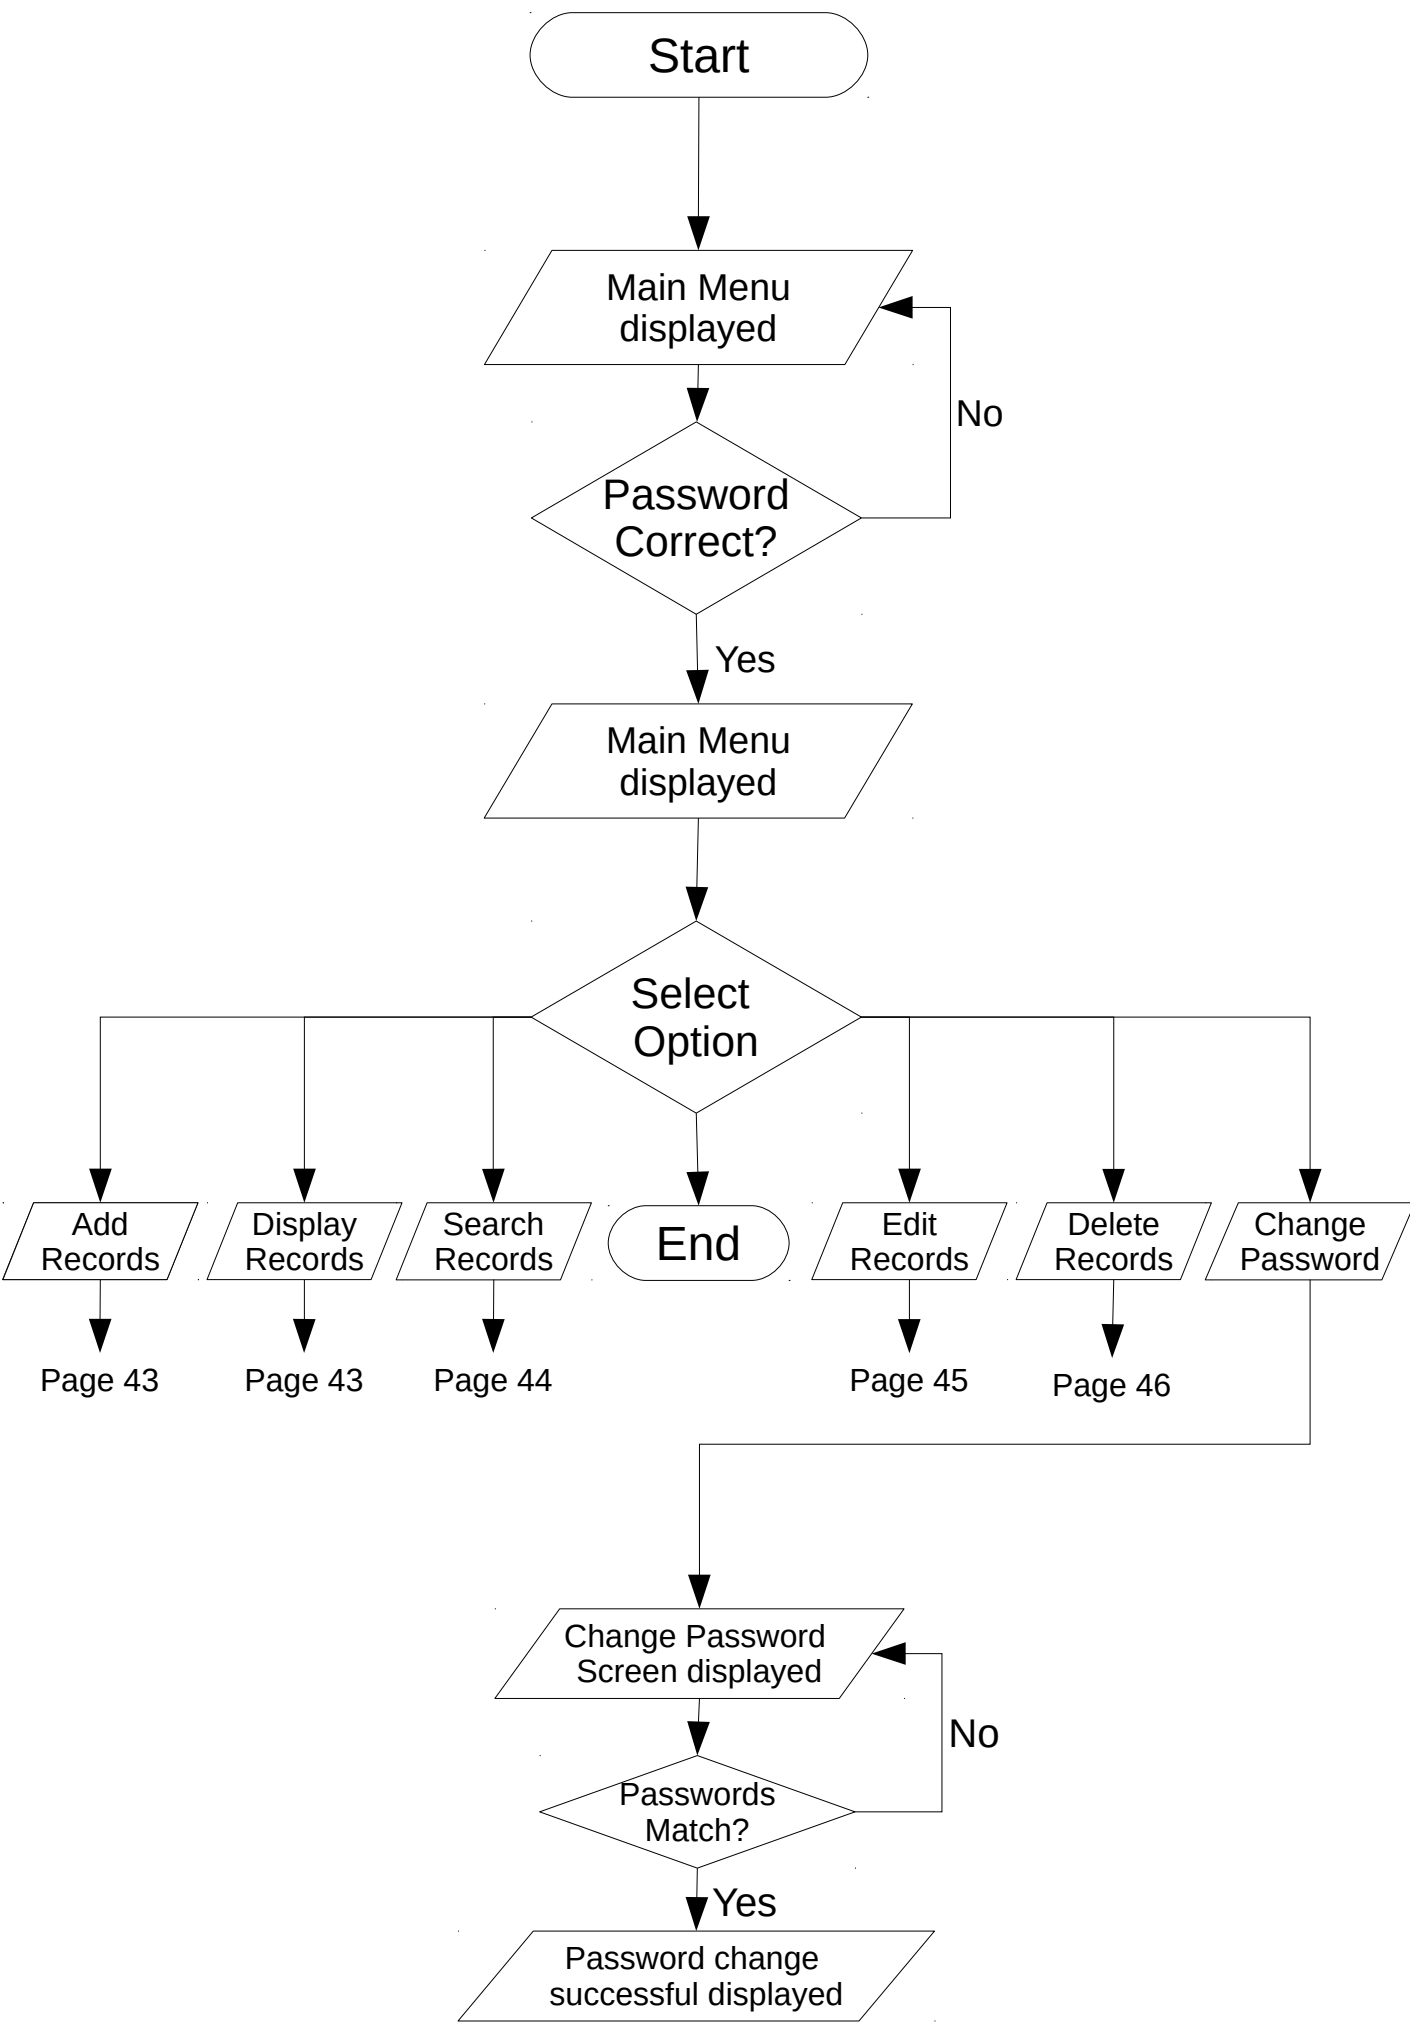 Start
Main Menu
displayed
No
Password
Correct?
Yes
Main Menu
displayed
Select
Option
Add
Records
Display
Records
Search
Records
End
Edit
Records
Delete
Records
Change
Password
Page 43
Page 43
Page 44
Page 45
Page 46
Change Password
Screen displayed
No
Passwords
Match?
Yes
Password change
successful displayed